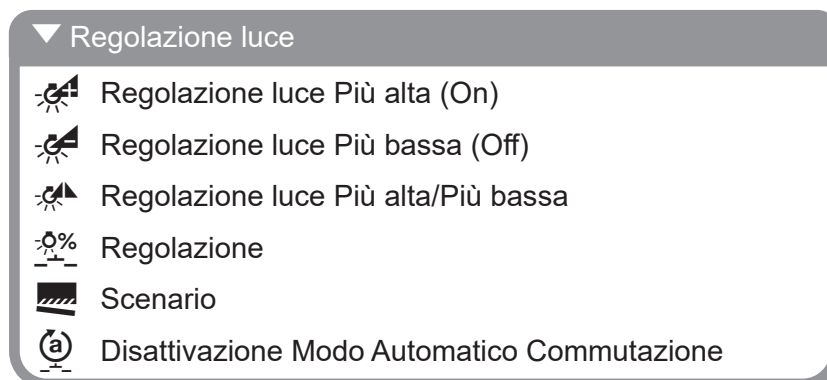 Regolazione luce
Regolazione luce Più alta (On)
Regolazione luce Più bassa (Off)
Regolazione luce Più alta/Più bassa
% Regolazione
Scenario
a Disattivazione Modo Automatico Commutazione